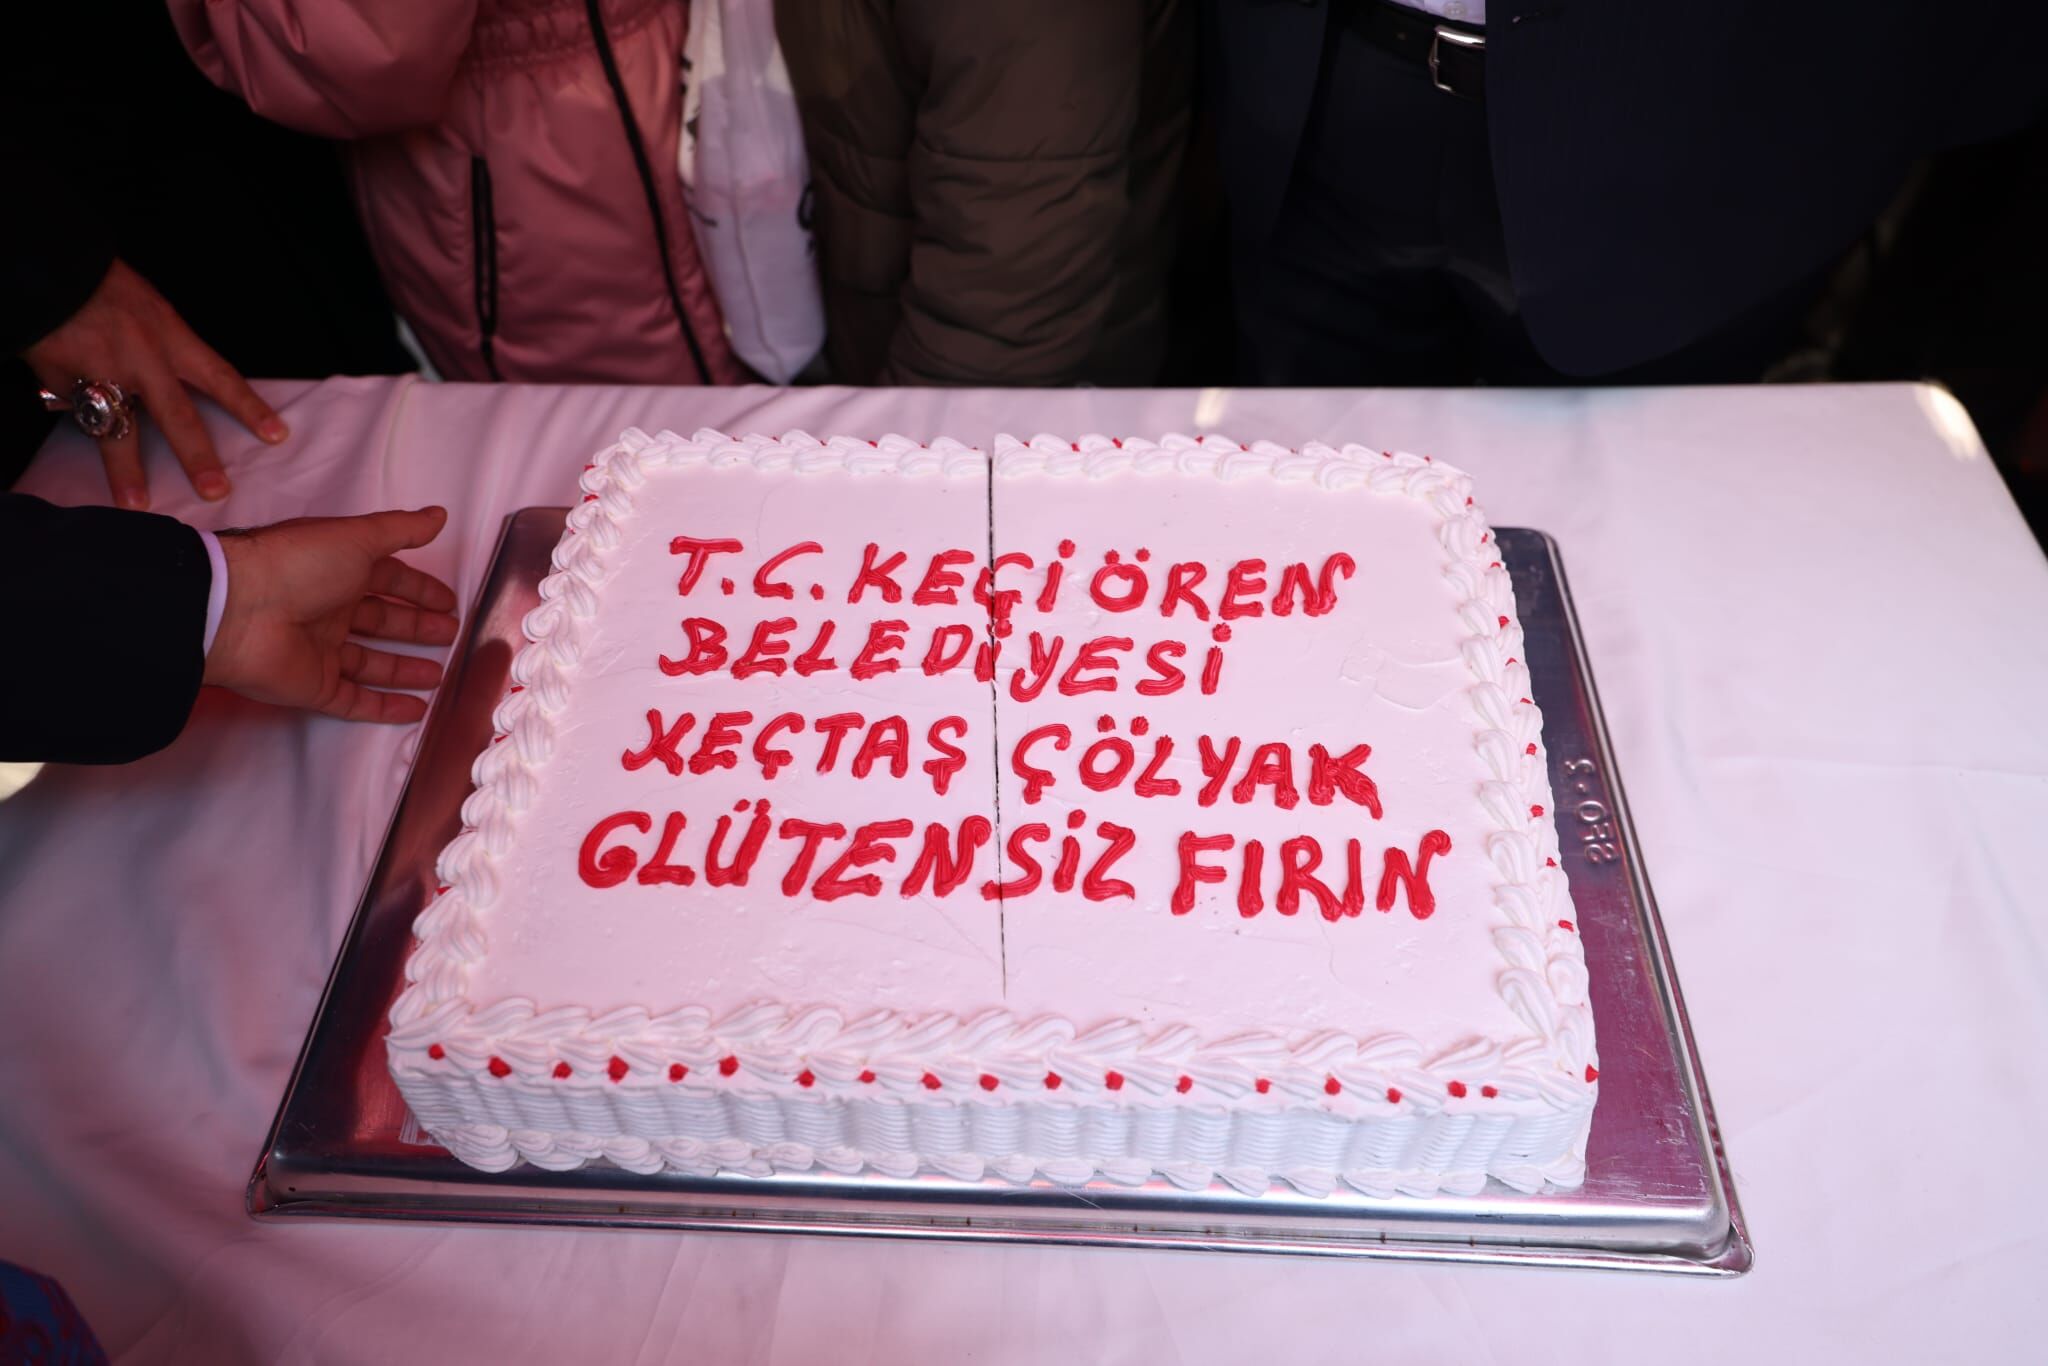 T.C. KEÇİÖREN
BELEDİYESİ
KEÇTAŞ ÇÖLYAK
GLÜTENSİZ FIRIN